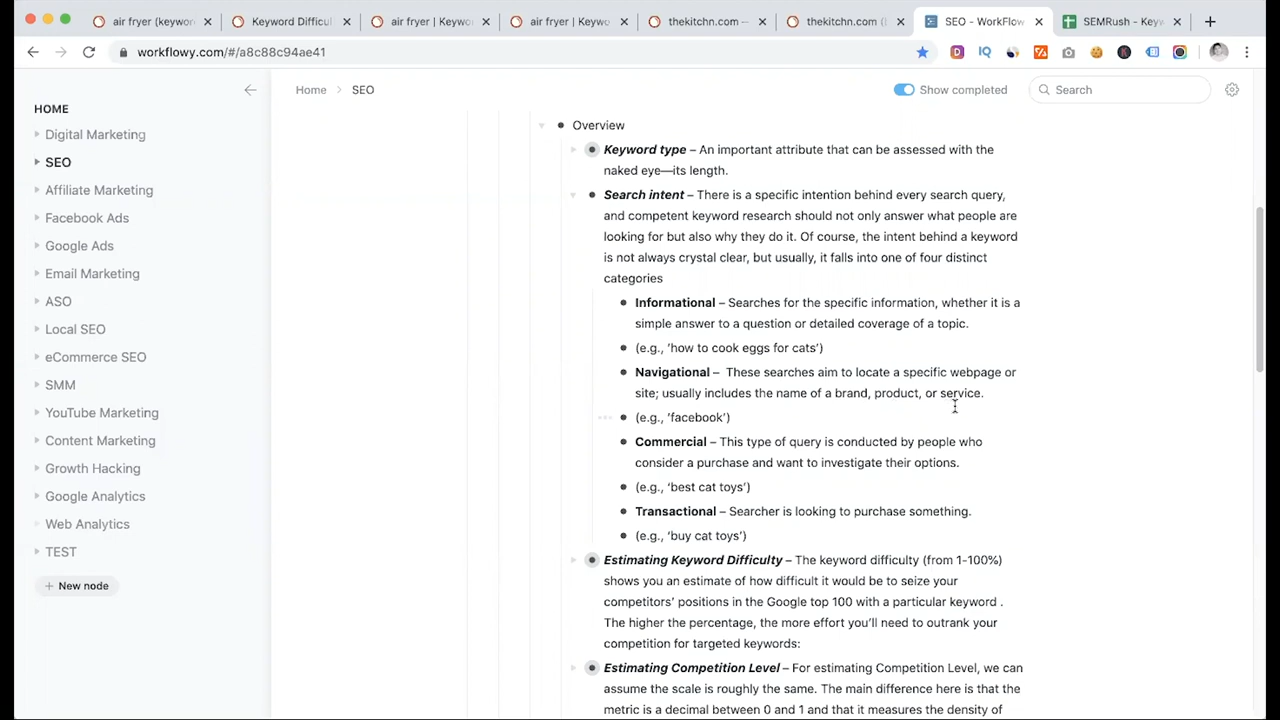 air fryer (keywor
Keyword Difficul
air fryer | Keywo
air fryer | Keywo
thekitchn.com –
thekitchn.com (
SEO - WorkFlow
SEMRush - Keyw
workflowy.com/#/a8c88c94ae41
Home > SEO
Show completed
Search
HOME
Digital Marketing
SEO
Affiliate Marketing
Facebook Ads
Google Ads
Email Marketing
ASO
Local SEO
eCommerce SEO
SMM
YouTube Marketing
Content Marketing
Growth Hacking
Google Analytics
Web Analytics
TEST
+ New node
Overview
Keyword type – An important attribute that can be assessed with the
naked eye—its length.
Search intent – There is a specific intention behind every search query,
and competent keyword research should not only answer what people are
looking for but also why they do it. Of course, the intent behind a keyword
is not always crystal clear, but usually, it falls into one of four distinct
categories
Informational – Searches for the specific information, whether it is a
simple answer to a question or detailed coverage of a topic.
(e.g., ‘how to cook eggs for cats’)
Navigational – These searches aim to locate a specific webpage or
site; usually includes the name of a brand, product, or service.
(e.g., ‘facebook’)
Commercial – This type of query is conducted by people who
consider a purchase and want to investigate their options.
(e.g., ‘best cat toys’)
Transactional – Searcher is looking to purchase something.
(e.g., ‘buy cat toys’)
Estimating Keyword Difficulty – The keyword difficulty (from 1-100%)
shows you an estimate of how difficult it would be to seize your
competitors’ positions in the Google top 100 with a particular keyword .
The higher the percentage, the more effort you’ll need to outrank your
competition for targeted keywords:
Estimating Competition Level – For estimating Competition Level, we can
assume the scale is roughly the same. The main difference here is that the
metric is a decimal between 0 and 1 and that it measures the density of